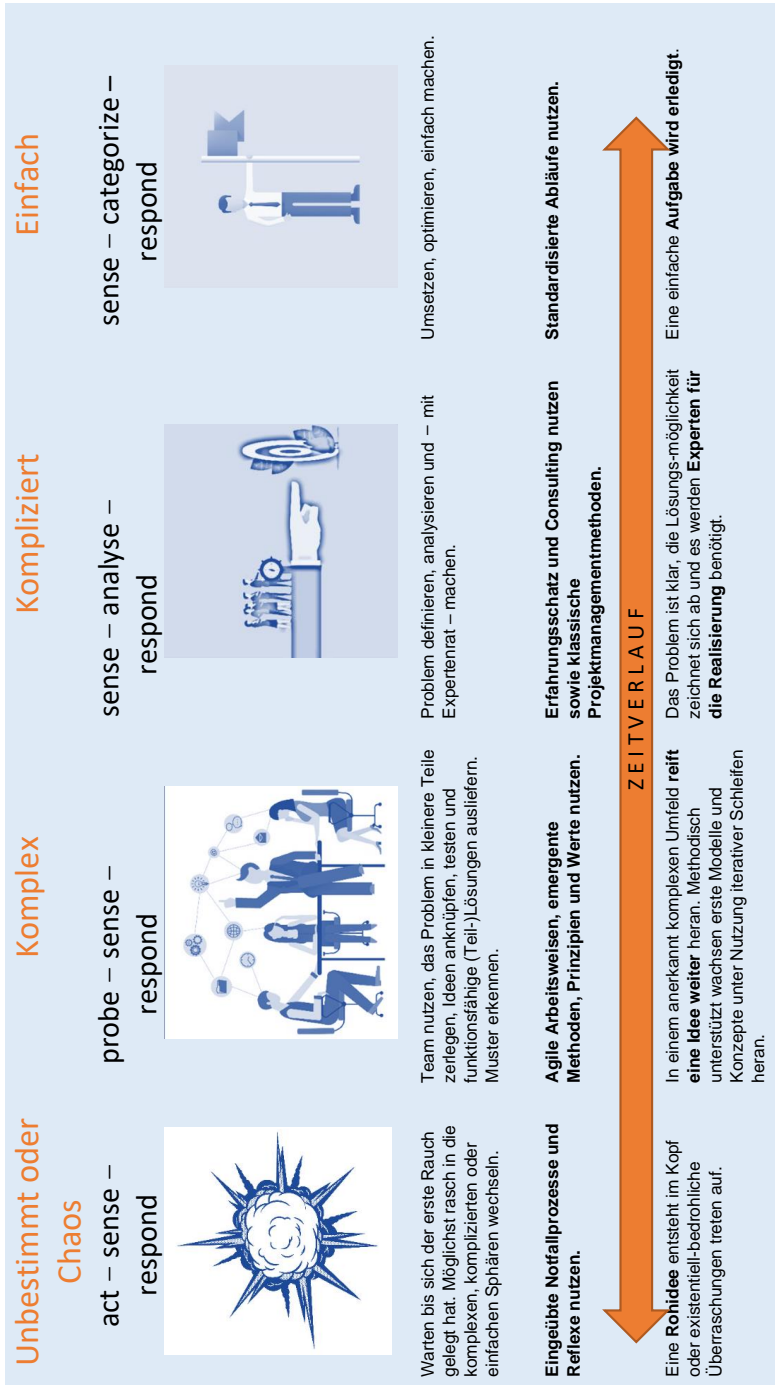 Unbestimmt oder
Chaos
act – sense –
respond
Warten bis sich der erste Rauch
gelegt hat. Möglichst rasch in die
komplexen, komplizierten oder
einfachen Sphären wechseln.
Eingeübte Notfallprozesse und
Reflexe nutzen.
Eine Rohidee entsteht im Kopf
oder existentiell-bedrohliche
Überraschungen treten auf.
Komplex
probe – sense –
respond
Team nutzen, das Problem in kleinere Teile
zerlegen, Ideen anknüpfen, testen und
funktionsfähige (Teil-)Lösungen ausliefern.
Muster erkennen.
Agile Arbeitsweisen, emergente
Methoden, Prinzipien und Werte nutzen.
In einem anerkannt komplexen Umfeld reift
eine Idee weiter heran. Methodisch
unterstützt wachsen erste Modelle und
Konzepte unter Nutzung iterativer Schleifen
heran.
Kompliziert
sense – analyse –
respond
Problem definieren, analysieren und – mit
Expertenrat – machen.
Erfahrungsschatz und Consulting nutzen
sowie klassische
Projektmanagementmethoden.
Das Problem ist klar, die Lösungs-möglichkeit
zeichnet sich ab und es werden Experten für
die Realisierung benötigt.
Einfach
sense – categorize –
respond
Umsetzen, optimieren, einfach machen.
Standardisierte Abläufe nutzen.
Eine einfache Aufgabe wird erledigt.
ZEITVERLAUF